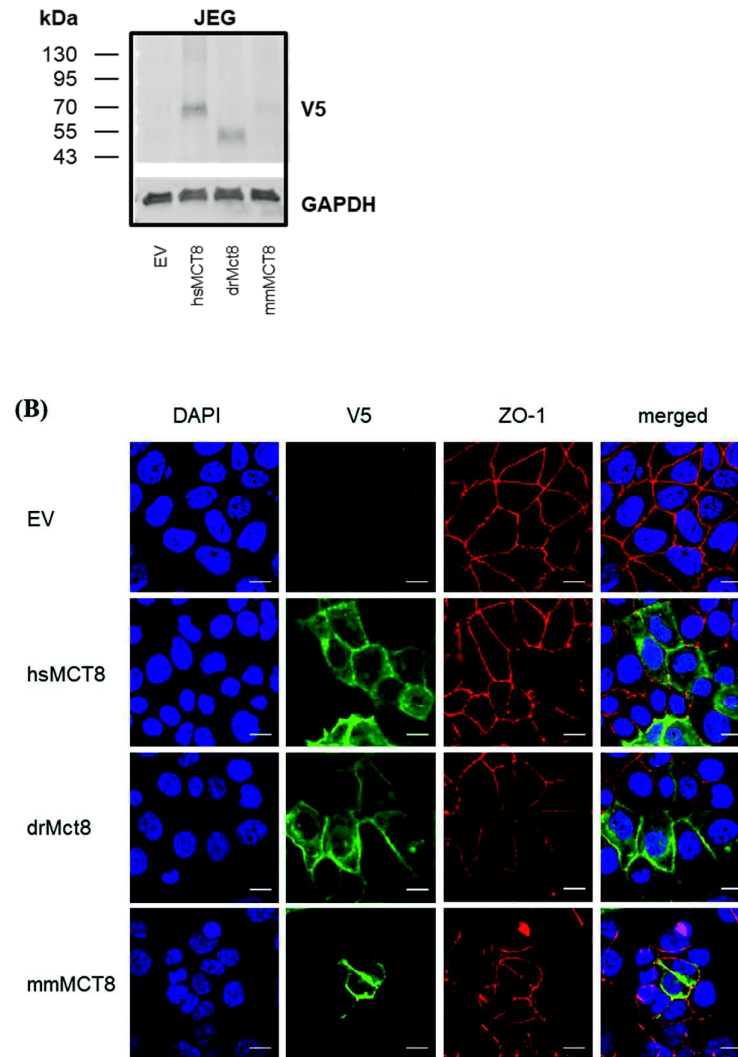 kDa JEG
130
95
70 V5
55
43
GAPDH
EV hsMCT8 drMct8 mmMCT8
(B)
DAPI V5 ZO-1 merged
EV
hsMCT8
drMct8
mmMCT8